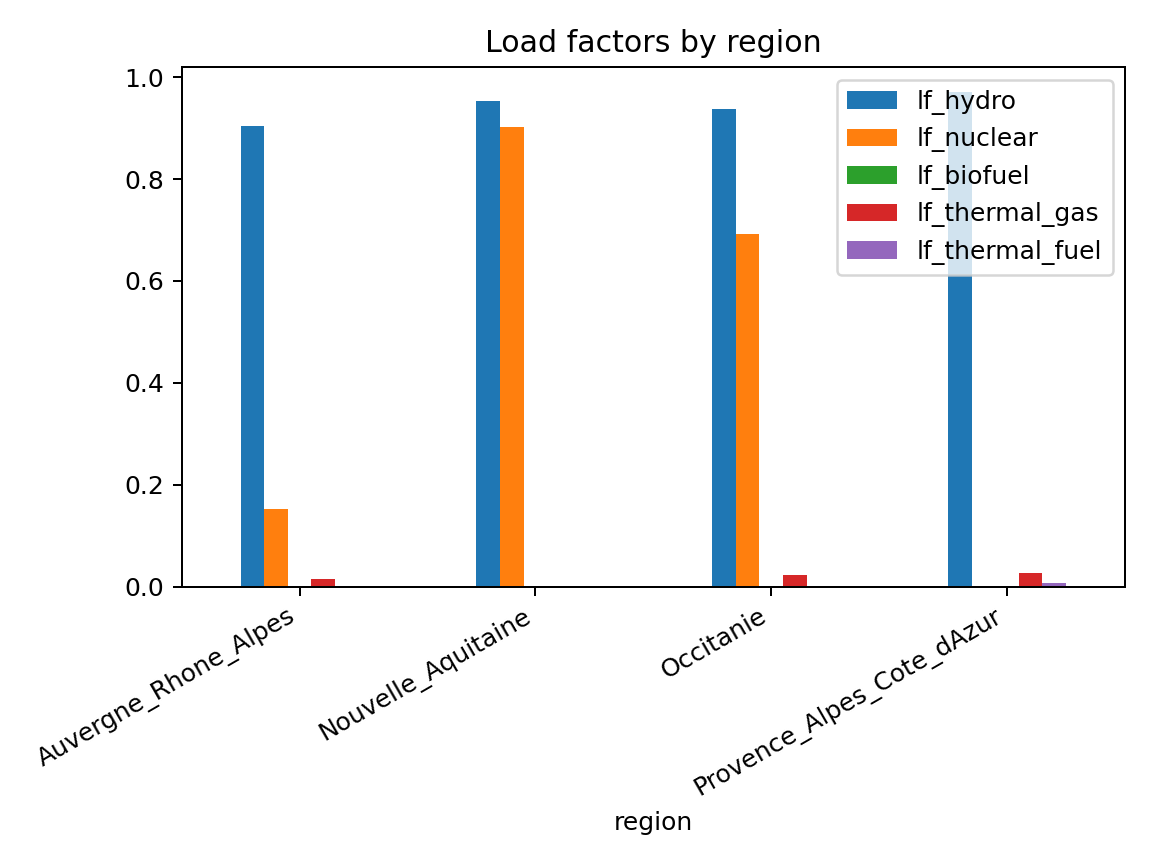 Load factors by region
1.0
0.8
0.6
0.4
0.2
0.0
lf_hydro
lf_nuclear
lf_biofuel
lf_thermal_gas
lf_thermal_fuel
Auvergne_Rhone_Alpes
Nouvelle_Aquitaine
Occitanie
Provence_Alpes_Cote_dAzur
region